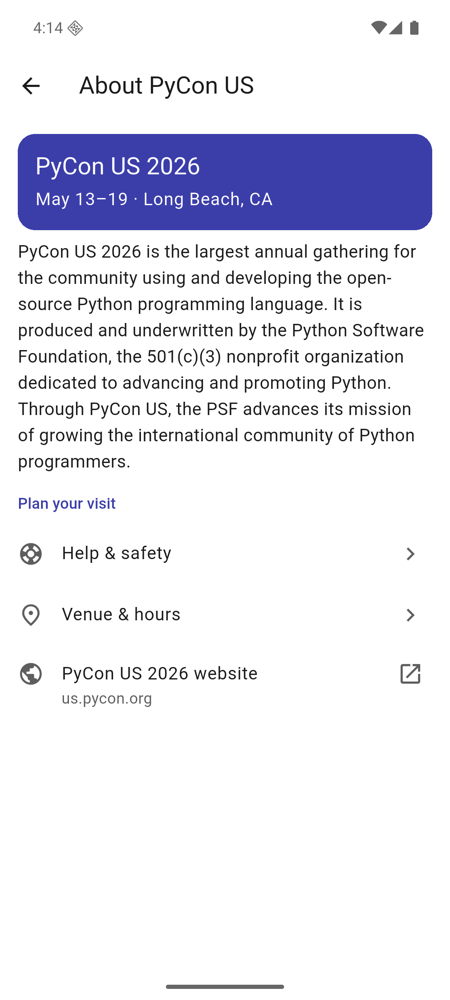 4:14
About PyCon US
PyCon US 2026
May 13–19 · Long Beach, CA
PyCon US 2026 is the largest annual gathering for
the community using and developing the open-
source Python programming language. It is
produced and underwritten by the Python Software
Foundation, the 501(c)(3) nonprofit organization
dedicated to advancing and promoting Python.
Through PyCon US, the PSF advances its mission
of growing the international community of Python
programmers.
Plan your visit
Help & safety
Venue & hours
PyCon US 2026 website
us.pycon.org